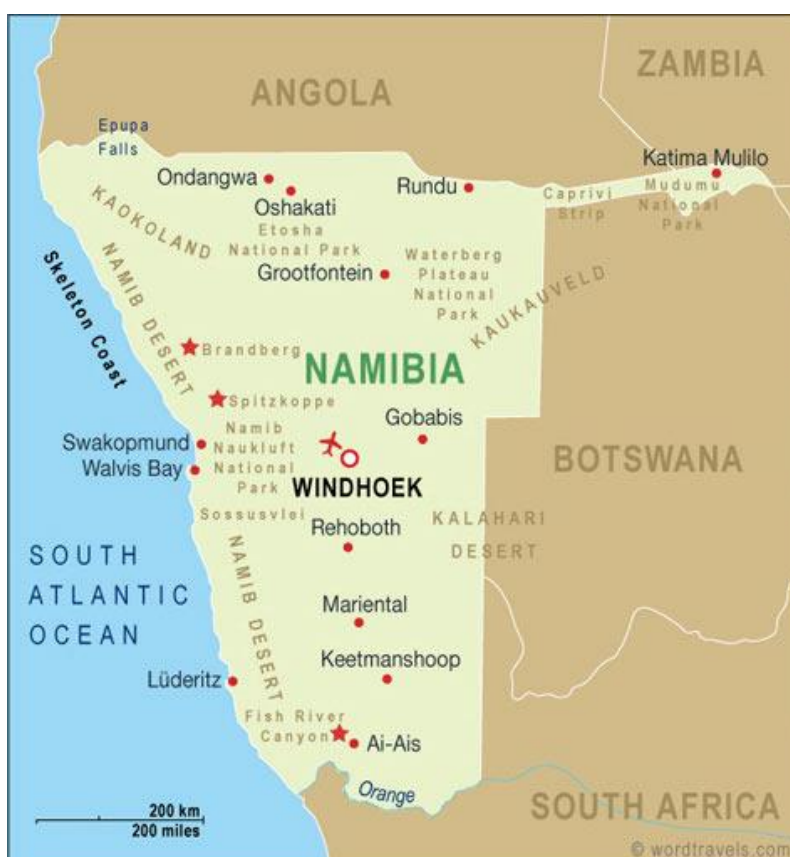 ANGOLA
ZAMBIA
Epupa
Falls
Katima Mulilo
Ondangwa
Oshakati
Rundu
Caprivi
Strip
Mudumu
National
Park
KAOKOLAND
Etosha
National Park
Grootfontein
Waterberg
Plateau
National
Park
KAUKAUVELD
Skeleton Coast
NAMIB DESERT
Brandberg
NAMIBIA
Spitzkoppe
Gobabis
Swakopmund
Walvis Bay
Namib
Naukluft
National
Park
WINDHOEK
BOTSWANA
Sossusvlei
Rehoboth
KALAHARI
DESERT
SOUTH
ATLANTIC
OCEAN
NAMIB DESERT
Mariental
Keetmanshoop
Lüderitz
Fish River
Canyon
Ai-Ais
Orange
200 km
200 miles
SOUTH AFRICA
© wordtravels.com